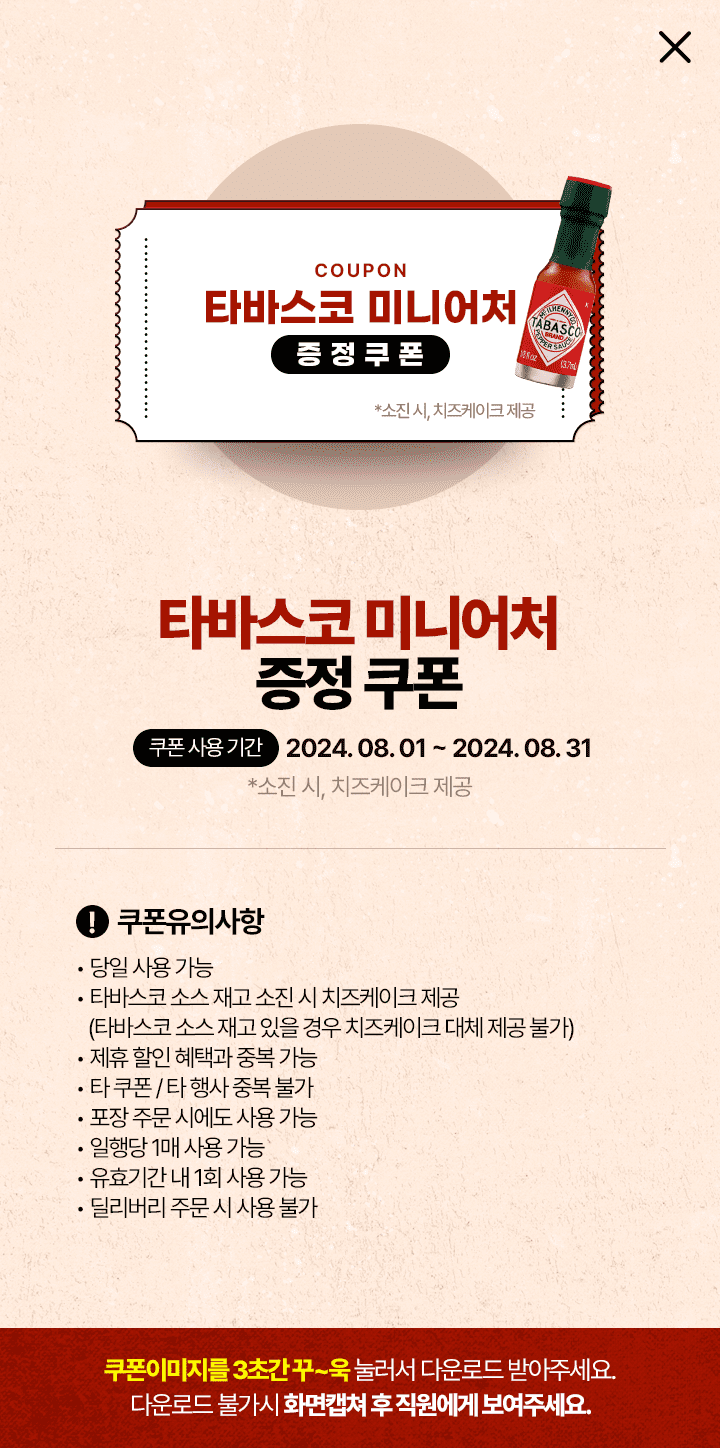 COUPON
타바스코 미니어처
증정쿠폰
McILHENNY CO.
TABASCO
BRAND
PEPPER SAUCE
*소진 시, 치즈케이크 제공
타바스코 미니어처
증정 쿠폰
쿠폰 사용 기간 2024. 08. 01 ~ 2024. 08. 31
*소진 시, 치즈케이크 제공
! 쿠폰유의사항
• 당일 사용 가능
• 타바스코 소스 재고 소진 시 치즈케이크 제공
(타바스코 소스 재고 있을 경우 치즈케이크 대체 제공 불가)
• 제휴 할인 혜택과 중복 가능
• 타 쿠폰 / 타 행사 중복 불가
• 포장 주문 시에도 사용 가능
• 일행당 1매 사용 가능
• 유효기간 내 1회 사용 가능
• 딜리버리 주문 시 사용 불가
쿠폰이미지를 3초간 꾸~욱 눌러서 다운로드 받아주세요.
다운로드 불가시 화면캡쳐 후 직원에게 보여주세요.